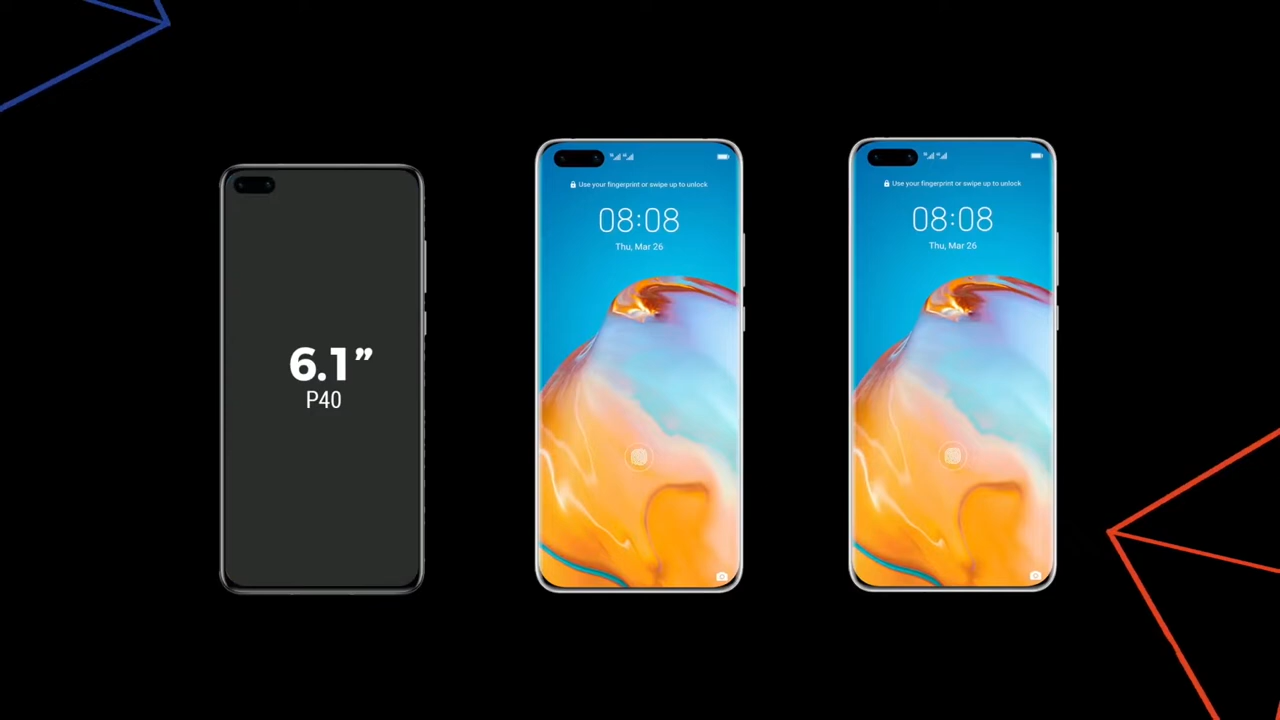 6.1”
P40
Use your fingerprint or swipe up to unlock
08:08
Thu, Mar 26
Use your fingerprint or swipe up to unlock
08:08
Thu, Mar 26